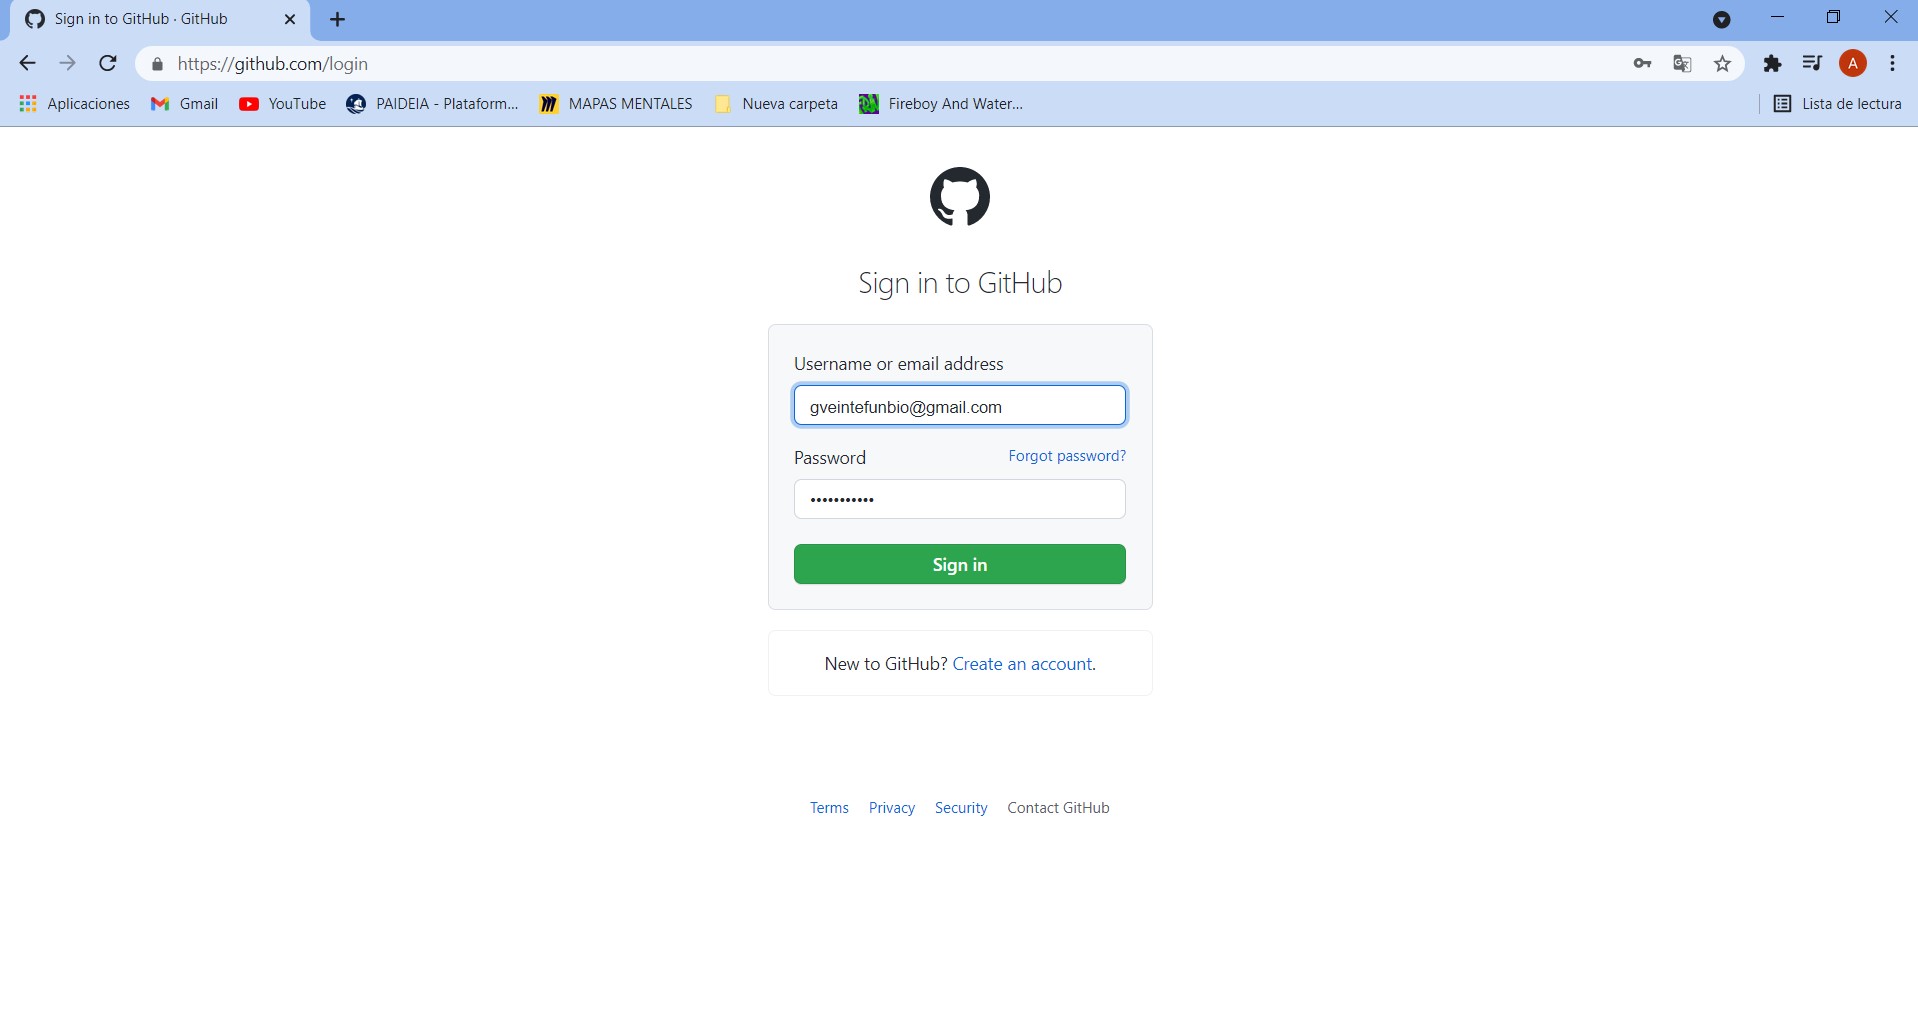 Sign in to GitHub · GitHub
https://github.com/login
A
Aplicaciones Gmail YouTube PAIDEIA - Plataform... MAPAS MENTALES Nueva carpeta Fireboy And Water... Lista de lectura
Sign in to GitHub
Username or email address
gveintefunbio@gmail.com
Password Forgot password?
•••••••••••
Sign in
New to GitHub? Create an account.
Terms Privacy Security Contact GitHub